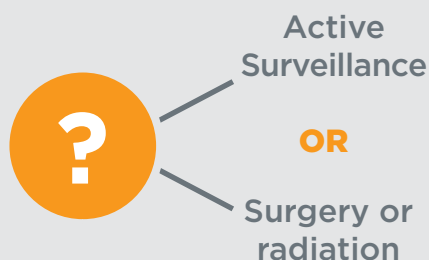 ?
Active
Surveillance
OR
Surgery or
radiation